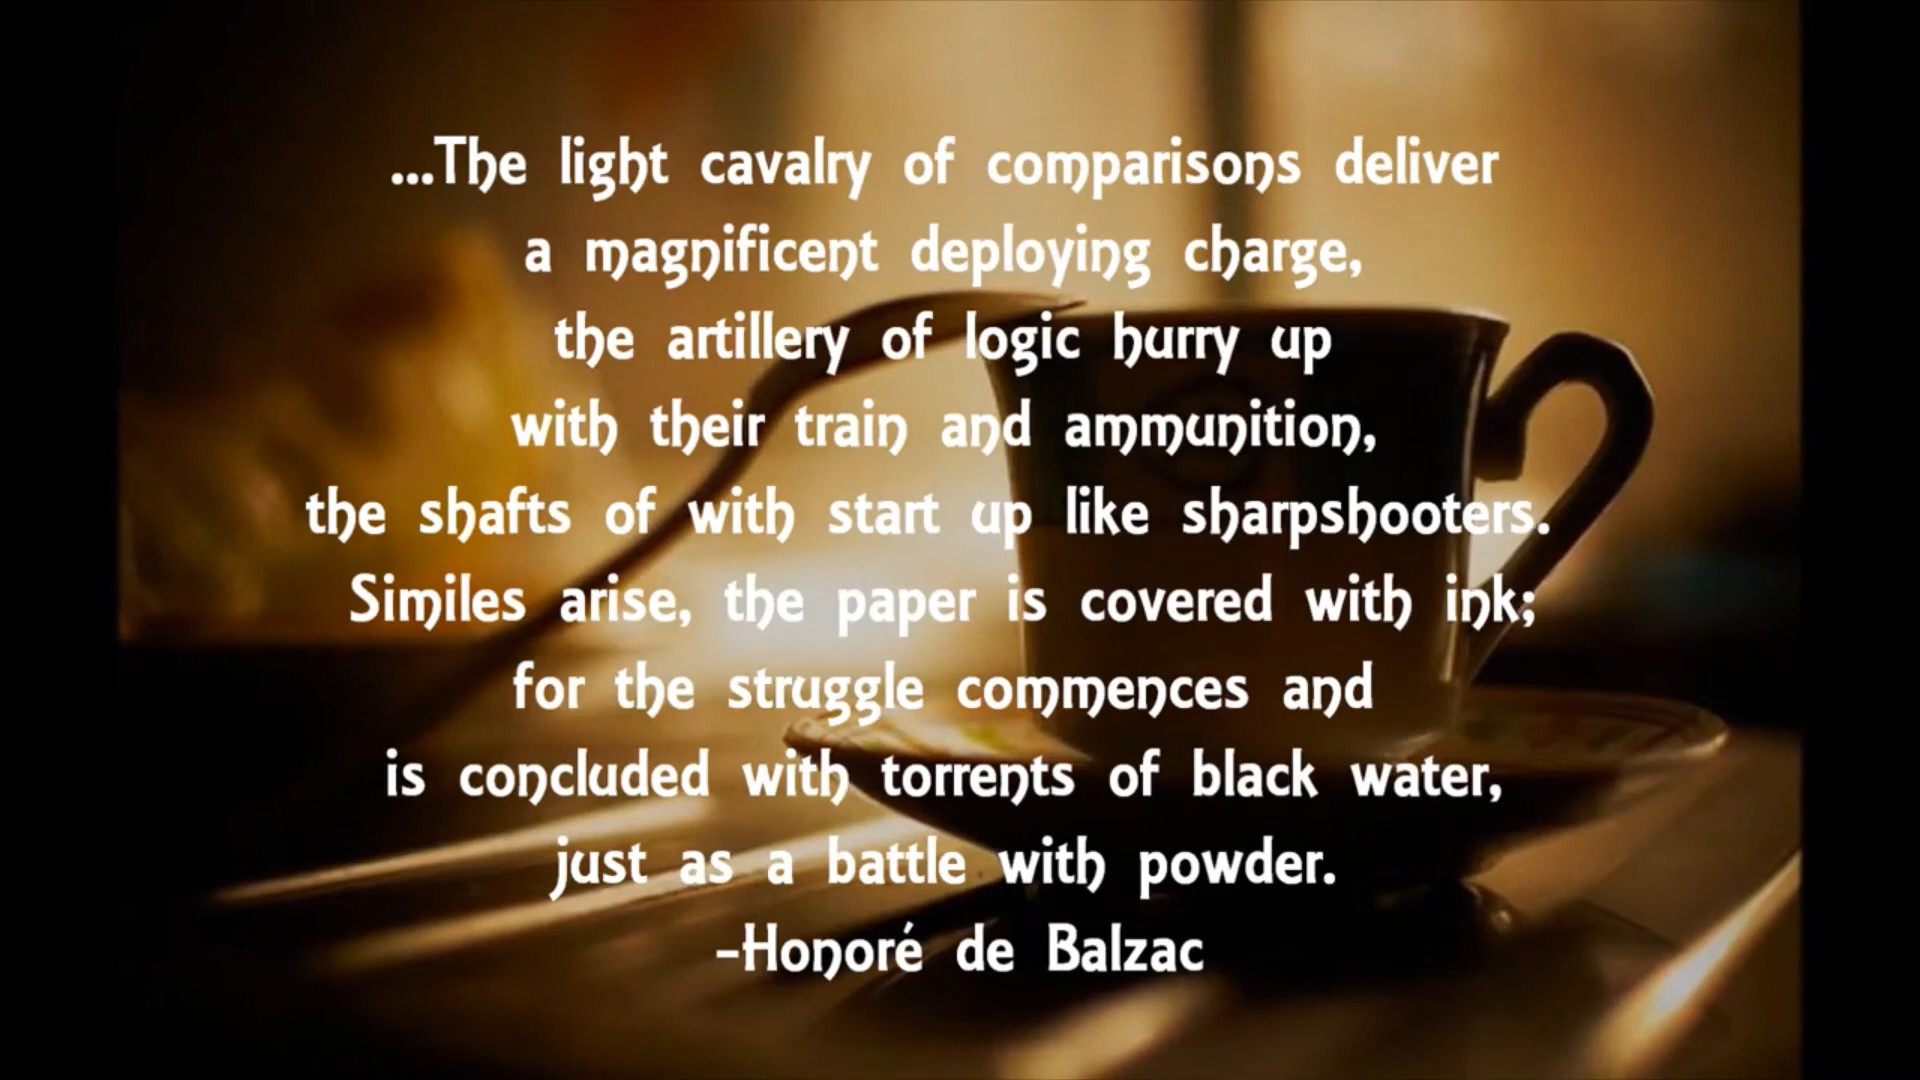 ...The light cavalry of comparisons deliver
a magnificent deploying charge,
the artillery of logic hurry up
with their train and ammunition,
the shafts of with start up like sharpshooters.
Similes arise, the paper is covered with ink;
for the struggle commences and
is concluded with torrents of black water,
just as a battle with powder.
-Honoré de Balzac